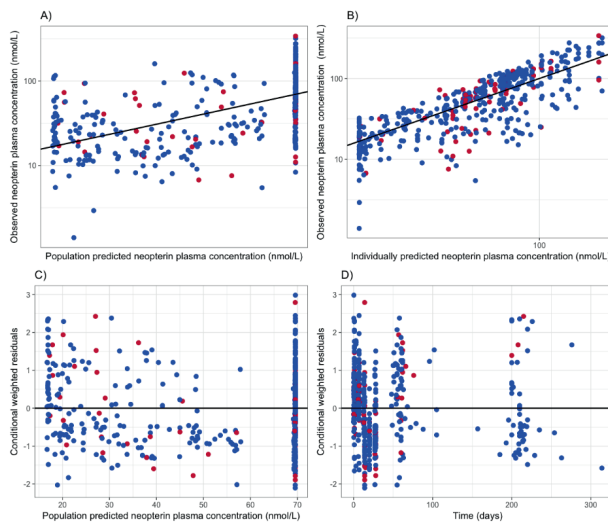 A)
B)
Observed neopterin plasma concentration (nmol/L)
100
10
Population predicted neopterin plasma concentration (nmol/L)
Observed neopterin plasma concentration (nmol/L)
100
10
100
Individually predicted neopterin plasma concentration (nmol/L)
C)
D)
Conditional weighted residuals
3
2
1
0
-1
-2
20 30 40 50 60 70
Population predicted neopterin plasma concentration (nmol/L)
Conditional weighted residuals
3
2
1
0
-1
-2
0 100 200 300
Time (days)